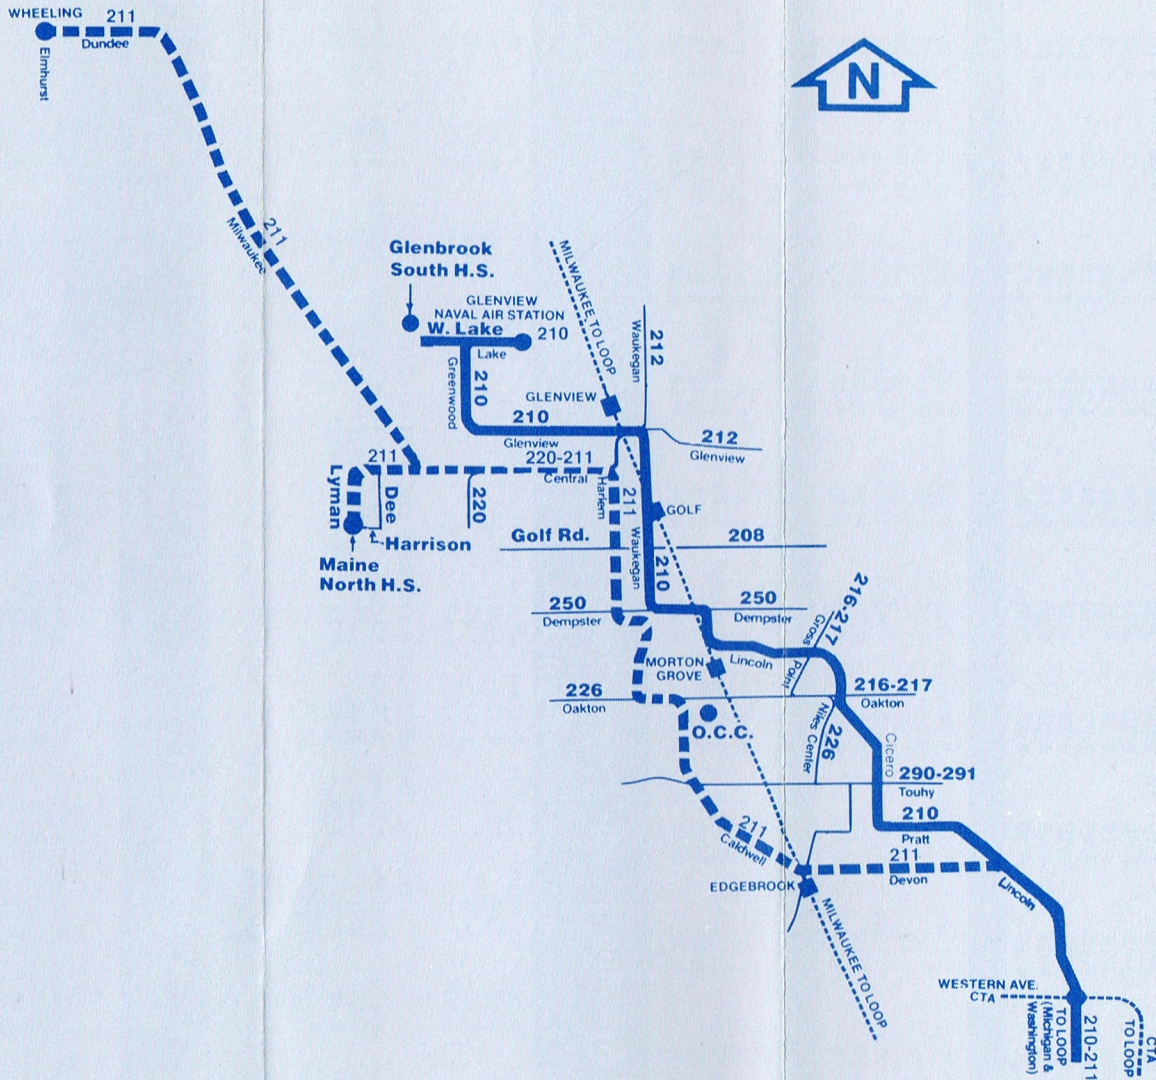 WHEELING
211
Dundee
Elmhurst
N
211
Milwaukee
Glenbrook
South H.S.
GLENVIEW
NAVAL AIR STATION
W. Lake
210
Lake
MILWAUKEE TO LOOP
212
Waukegan
Greenwood
210
GLENVIEW
210
Glenview
212
Glenview
211
220-211
Central
Lyman
Dee
220
Harlem
211
GOLF
Harrison
Golf Rd.
Waukegan
208
Maine
North H.S.
210
250
Dempster
250
Dempster
216-217
Gross
Point
MORTON
GROVE
Lincoln
226
Oakton
216-217
Oakton
O.C.C.
Niles Center
226
Cicero
290-291
Touhy
210
Pratt
211
Caldwell
211
Devon
EDGEBROOK
Lincoln
MILWAUKEE TO LOOP
WESTERN AVE.
CTA
TO LOOP
(Michigan &
Washington)
210-211
CTA
TO LOOP